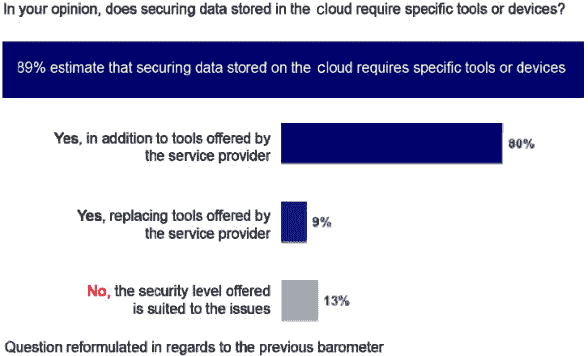 In your opinion, does securing data stored in the cloud require specific tools or devices?
89% estimate that securing data stored on the cloud requires specific tools or devices
Yes, in addition to tools offered by
the service provider
80%
Yes, replacing tools offered by
the service provider
9%
No, the security level offered
is suited to the issues
13%
Question reformulated in regards to the previous barometer